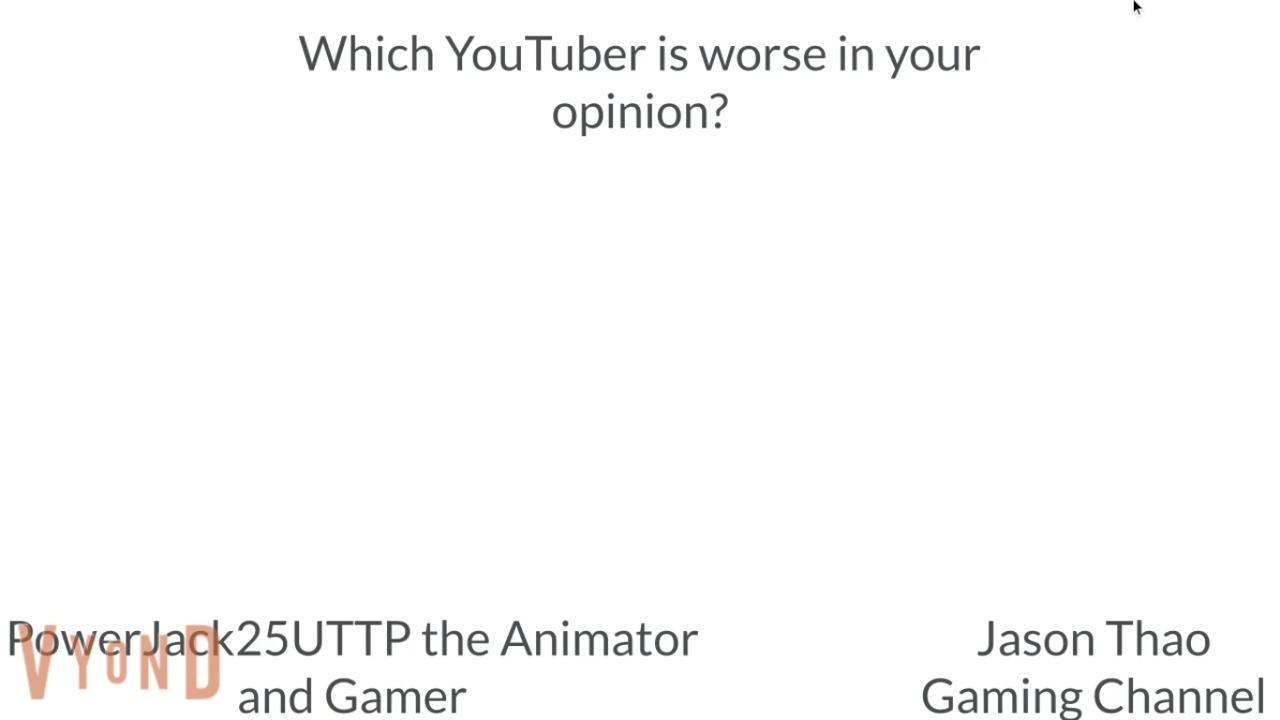 Which YouTuber is worse in your
opinion?
PowerJack25UTTP the Animator
and Gamer
Jason Thao
Gaming Channel
VYOND